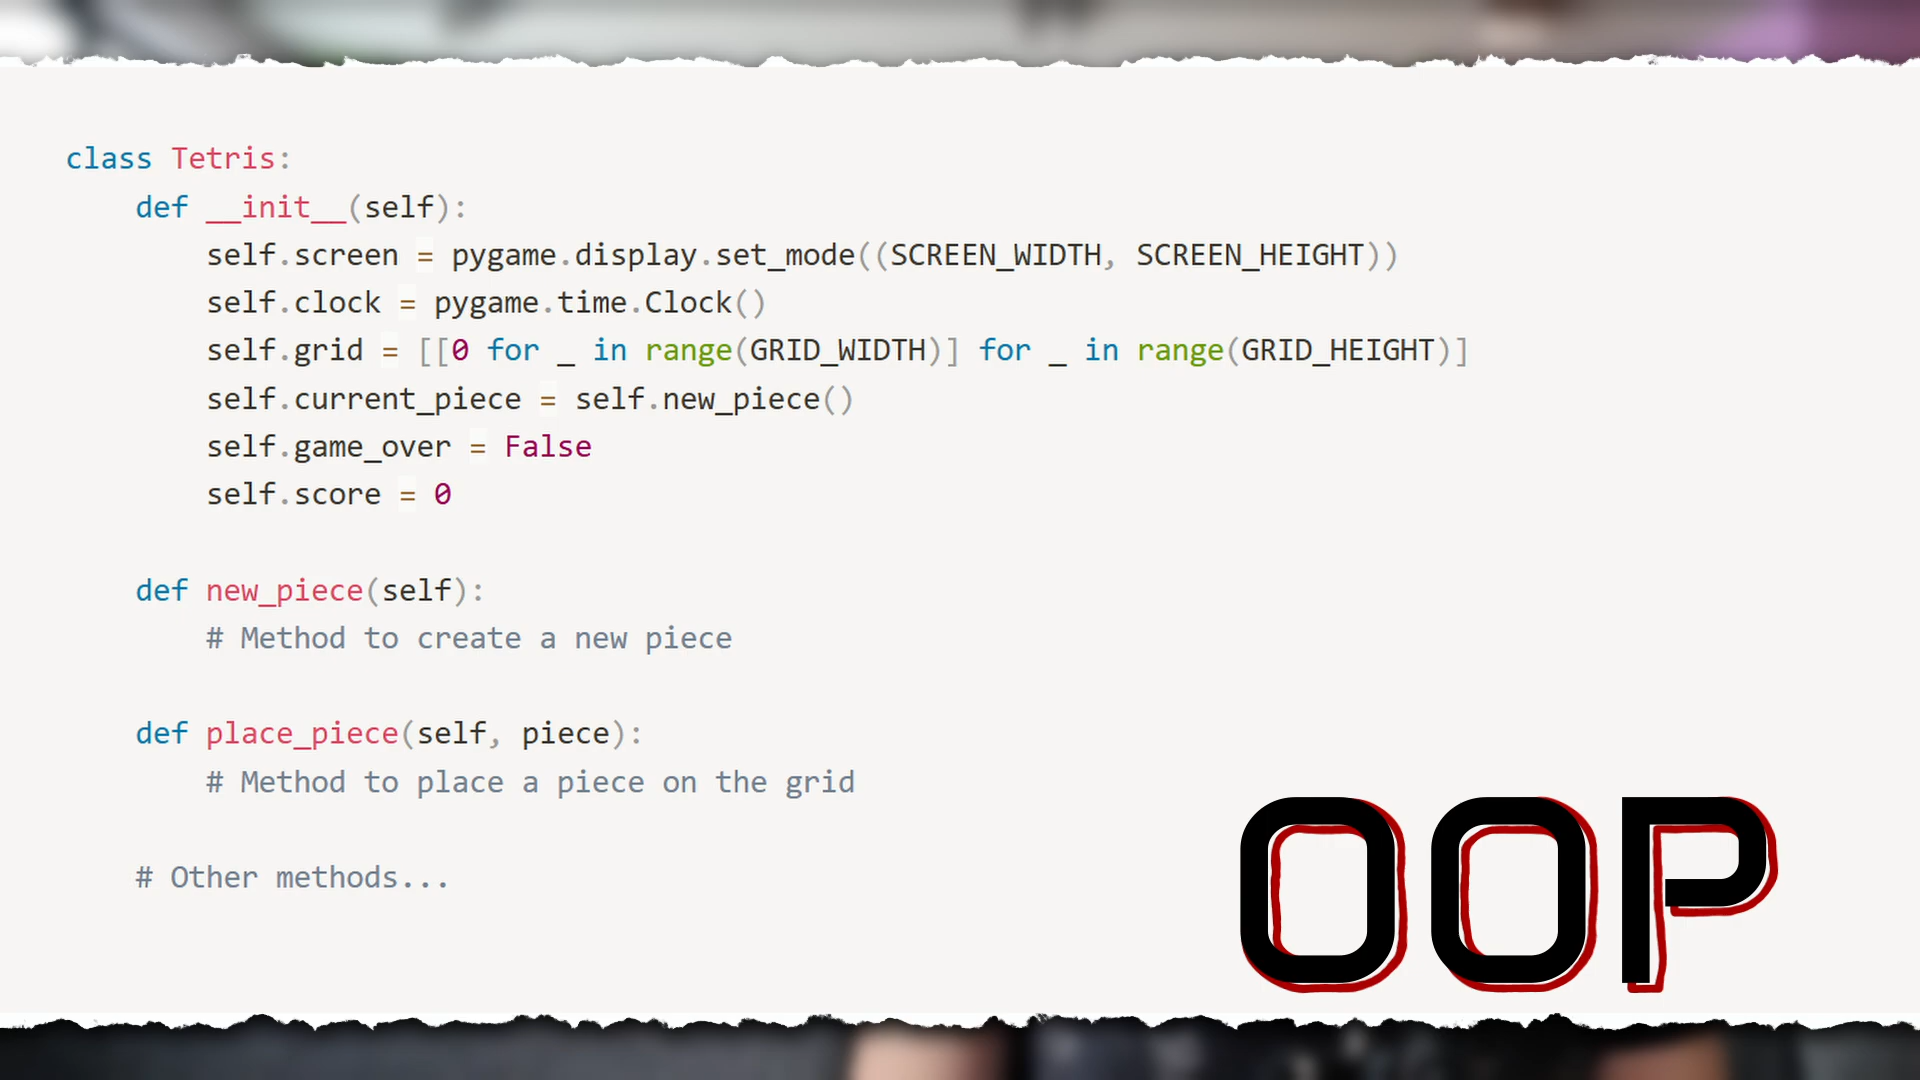 class Tetris:
    def __init__(self):
        self.screen = pygame.display.set_mode((SCREEN_WIDTH, SCREEN_HEIGHT))
        self.clock = pygame.time.Clock()
        self.grid = [[0 for _ in range(GRID_WIDTH)] for _ in range(GRID_HEIGHT)]
        self.current_piece = self.new_piece()
        self.game_over = False
        self.score = 0
    def new_piece(self):
        # Method to create a new piece
    def place_piece(self, piece):
        # Method to place a piece on the grid
    # Other methods...
OOP